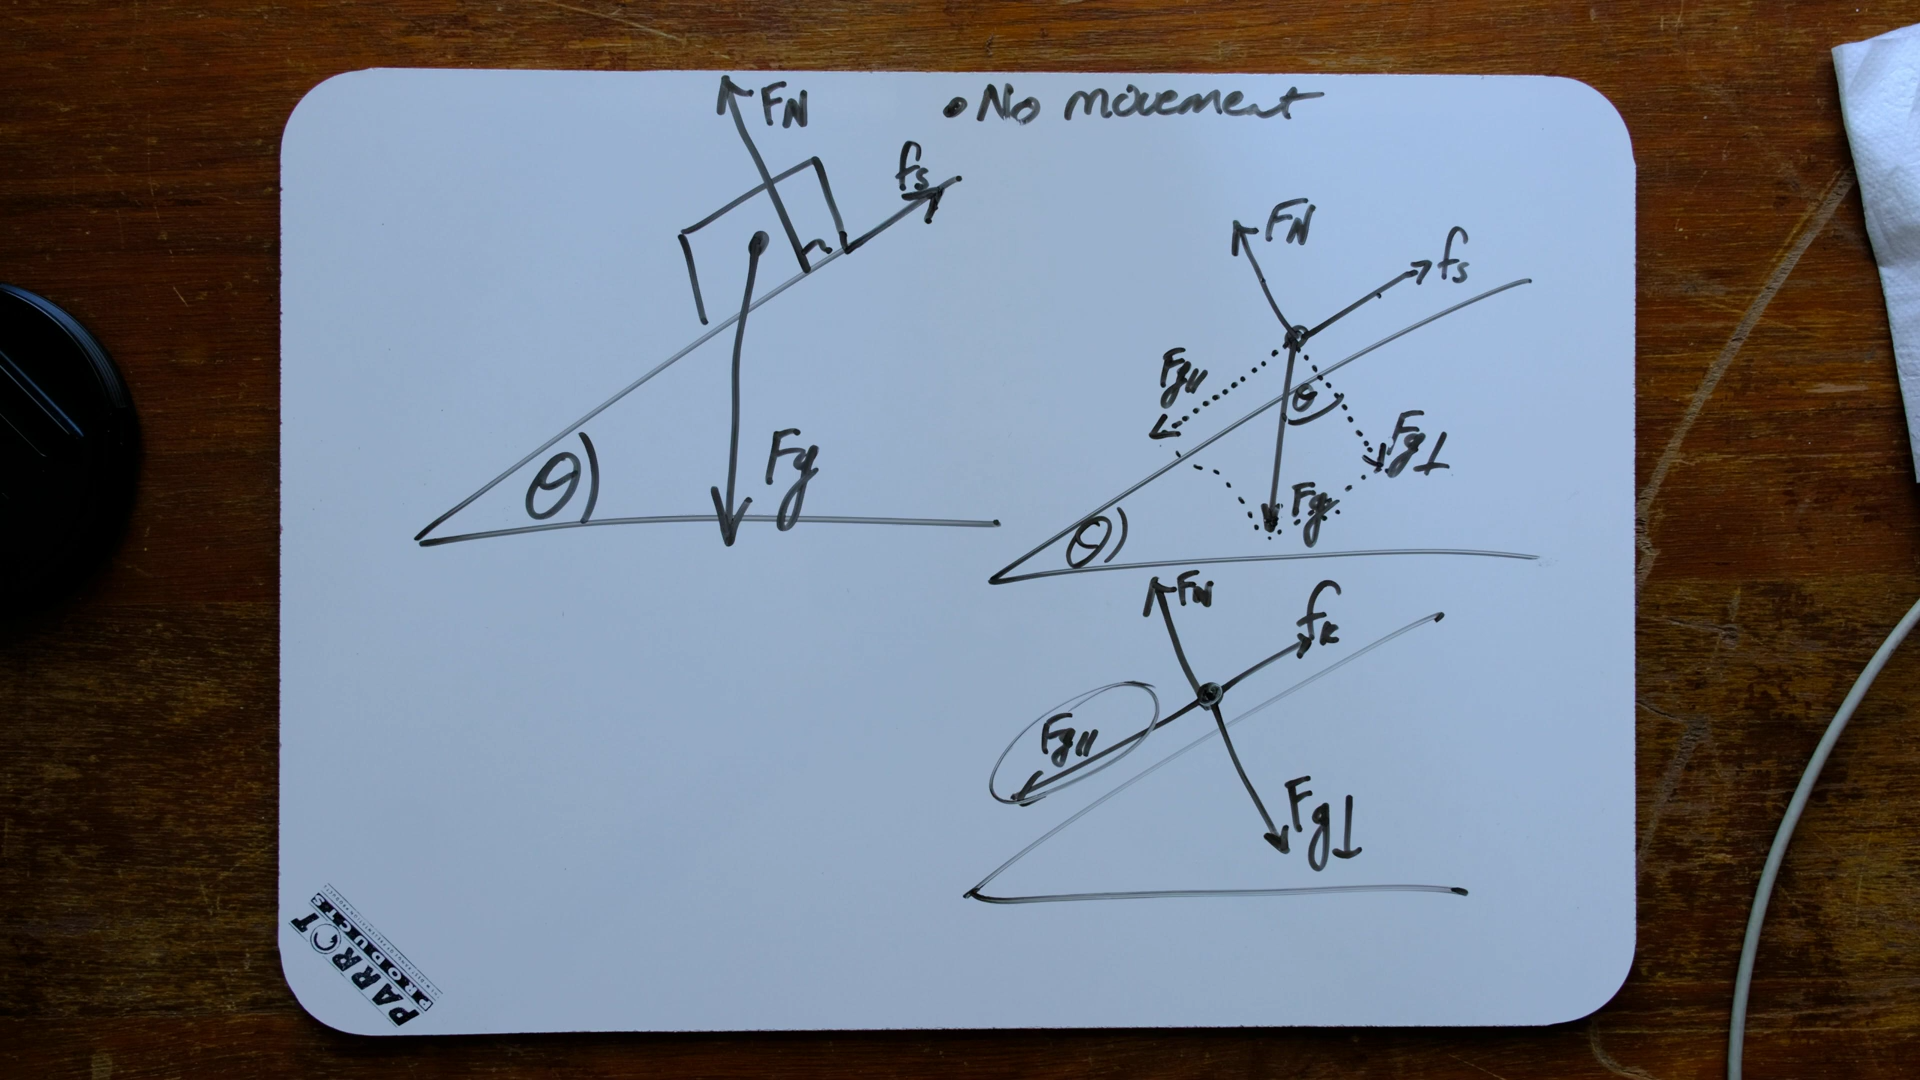 • No movement
FN
fs
θ
Fg
FN
fs
Fg||
θ
Fg⊥
Fg
θ
FN
fk
Fg||
Fg⊥
PARROT
PRODUCTS